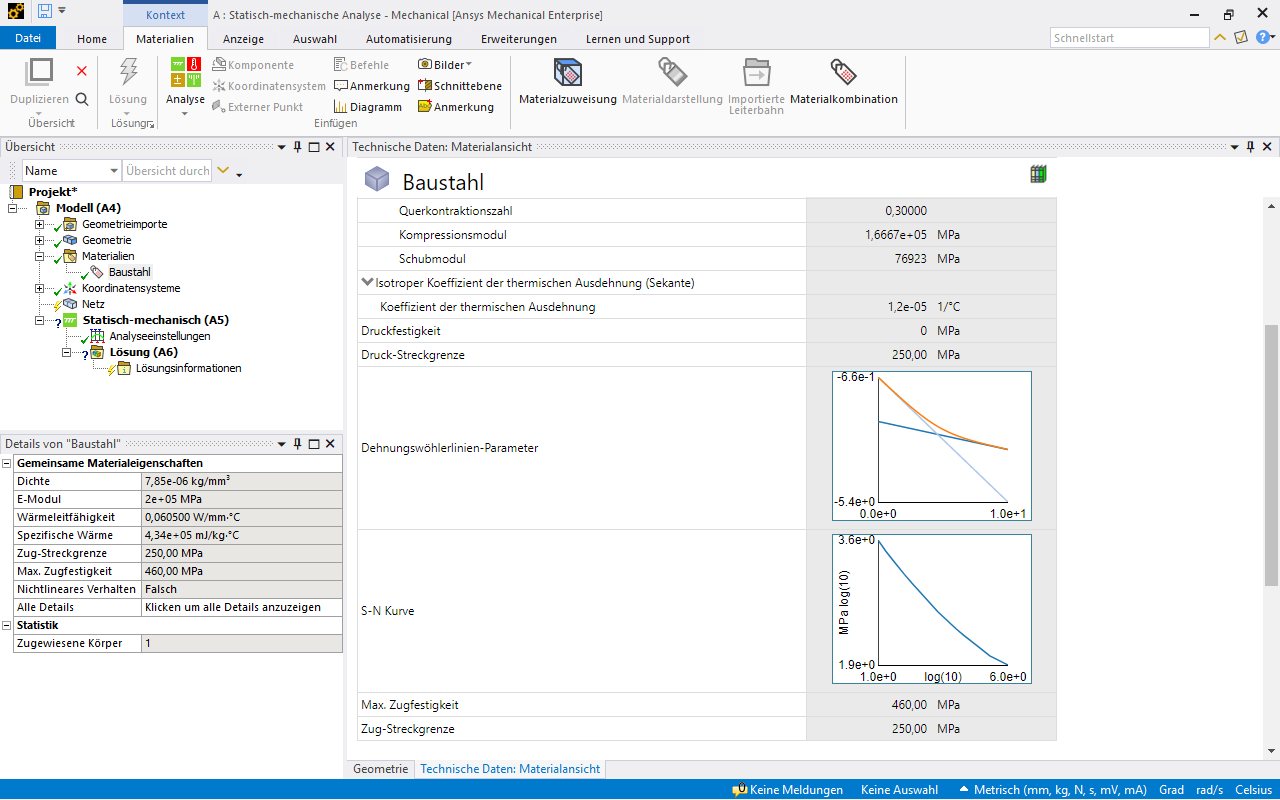 Kontext
A : Statisch-mechanische Analyse - Mechanical [Ansys Mechanical Enterprise]
Datei Home Materialien Anzeige Auswahl Automatisierung Erweiterungen Lernen und Support Schnellstart
Duplizieren
Übersicht
Lösung
Lösung
Analyse
Komponente
Koordinatensystem
Externer Punkt
Befehle
Anmerkung
Diagramm
Bilder
Schnittebene
Anmerkung
Einfügen
Materialzuweisung
Materialdarstellung
Importierte
Leiterbahn
Materialkombination
Übersicht
Name Übersicht durch
Projekt*
Modell (A4)
Geometrieimporte
Geometrie
Materialien
Baustahl
Koordinatensysteme
Netz
Statisch-mechanisch (A5)
Analyseeinstellungen
Lösung (A6)
Lösungsinformationen
Details von "Baustahl"
Gemeinsame Materialeigenschaften
Dichte 7,85e-06 kg/mm³
E-Modul 2e+05 MPa
Wärmeleitfähigkeit 0,060500 W/mm·°C
Spezifische Wärme 4,34e+05 mJ/kg·°C
Zug-Streckgrenze 250,00 MPa
Max. Zugfestigkeit 460,00 MPa
Nichtlineares Verhalten Falsch
Alle Details Klicken um alle Details anzuzeigen
Statistik
Zugewiesene Körper 1
Technische Daten: Materialansicht
Baustahl
Querkontraktionszahl 0,30000
Kompressionsmodul 1,6667e+05 MPa
Schubmodul 76923 MPa
Isotroper Koeffizient der thermischen Ausdehnung (Sekante)
Koeffizient der thermischen Ausdehnung 1,2e-05 1/°C
Druckfestigkeit 0 MPa
Druck-Streckgrenze 250,00 MPa
Dehnungswöhlerlinien-Parameter
-6.6e-1
-5.4e+0
0.0e+0 1.0e+1
S-N Kurve
3.6e+0
MPa log(10)
1.9e+0
1.0e+0 log(10) 6.0e+0
Max. Zugfestigkeit 460,00 MPa
Zug-Streckgrenze 250,00 MPa
Geometrie Technische Daten: Materialansicht
0 Keine Meldungen Keine Auswahl Metrisch (mm, kg, N, s, mV, mA) Grad rad/s Celsius